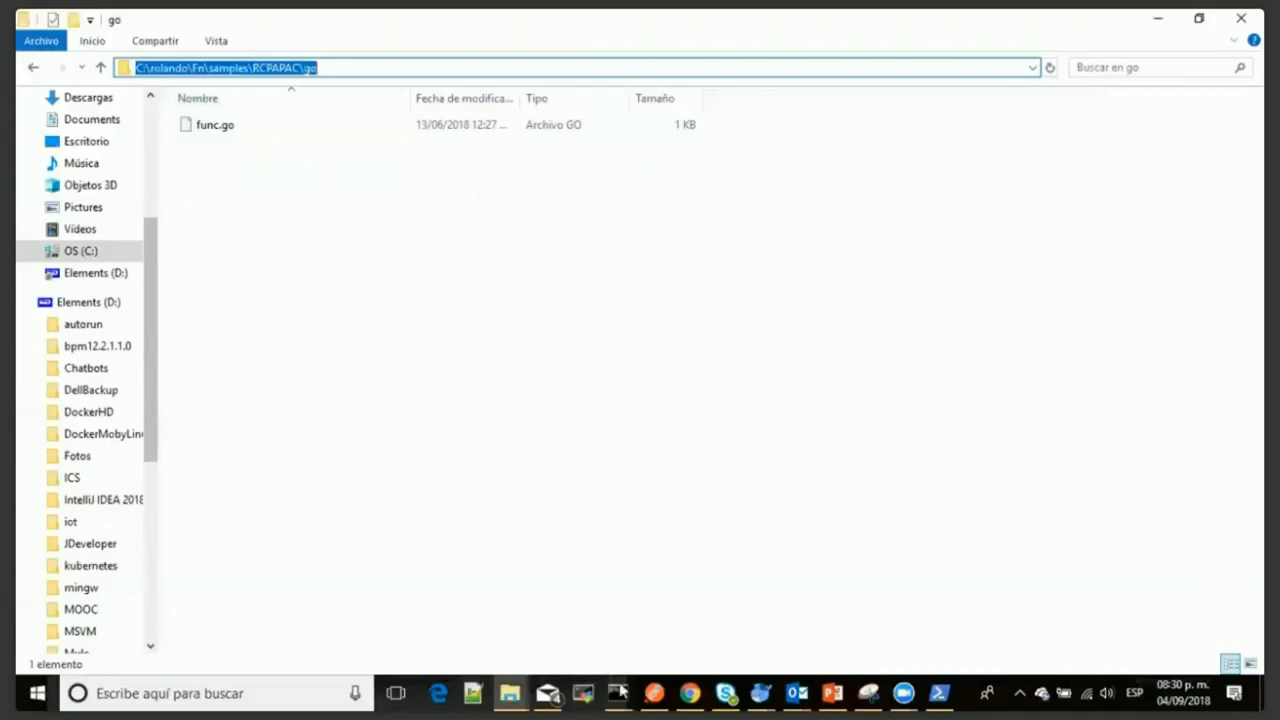 go
Archivo
Inicio
Compartir
Vista
C:\rolando\Fn\samples\RCPAPAC\go
Buscar en go
Nombre
Fecha de modifica...
Tipo
Tamaño
func.go
13/06/2018 12:27 ...
Archivo GO
1 KB
Descargas
Documents
Escritorio
Música
Objetos 3D
Pictures
Vídeos
OS (C:)
Elements (D:)
Elements (D:)
autorun
bpm12.2.1.1.0
Chatbots
DellBackup
DockerHD
DockerMobyLinu
Fotos
ICS
IntelliJ IDEA 2018
iot
JDeveloper
kubernetes
mingw
MOOC
MSVM
1 elemento
Escribe aquí para buscar
ESP
08:30 p. m.
04/09/2018